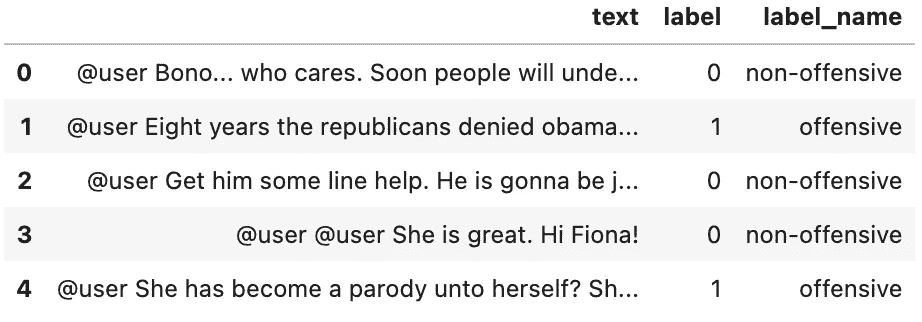 text label label_name
0 @user Bono... who cares. Soon people will unde... 0 non-offensive
1 @user Eight years the republicans denied obama... 1 offensive
2 @user Get him some line help. He is gonna be j... 0 non-offensive
3 @user @user She is great. Hi Fiona! 0 non-offensive
4 @user She has become a parody unto herself? Sh... 1 offensive